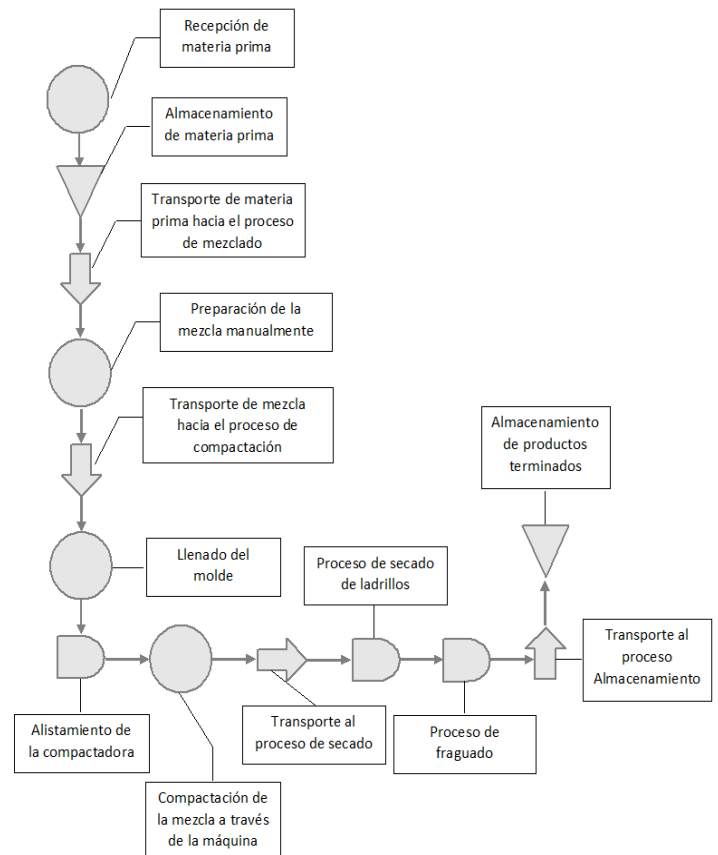 Recepción de
materia prima
Almacenamiento
de materia prima
Transporte de materia
prima hacia el proceso
de mezclado
Preparación de la
mezcla manualmente
Transporte de mezcla
hacia el proceso de
compactación
Llenado del
molde
Alistamiento de
la compactadora
Compactación de
la mezcla a través
de la máquina
Transporte al
proceso de secado
Proceso de secado
de ladrillos
Proceso de
fraguado
Transporte al
proceso
Almacenamiento
Almacenamiento
de productos
terminados